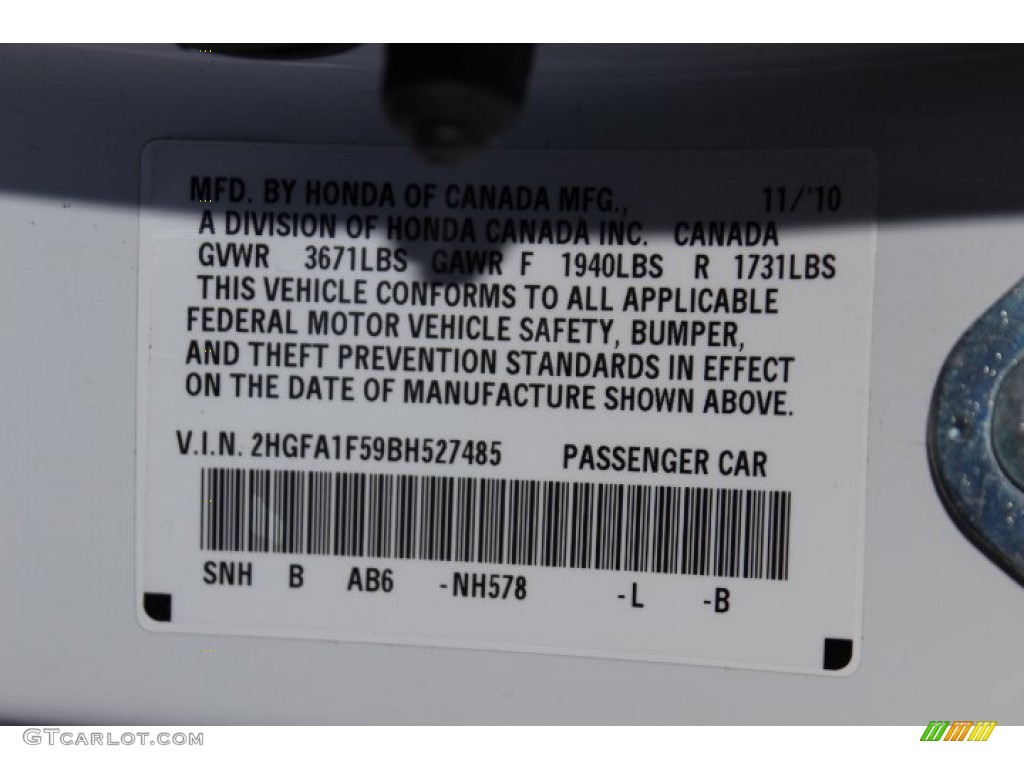 MFD. BY HONDA OF CANADA MFG., 11/'10
A DIVISION OF HONDA CANADA INC. CANADA
GVWR 3671LBS GAWR F 1940LBS R 1731LBS
THIS VEHICLE CONFORMS TO ALL APPLICABLE
FEDERAL MOTOR VEHICLE SAFETY, BUMPER,
AND THEFT PREVENTION STANDARDS IN EFFECT
ON THE DATE OF MANUFACTURE SHOWN ABOVE.
V.I.N. 2HGFA1F59BH527485 PASSENGER CAR
SNH B AB6 -NH578 -L -B
GTCARLOT.COM